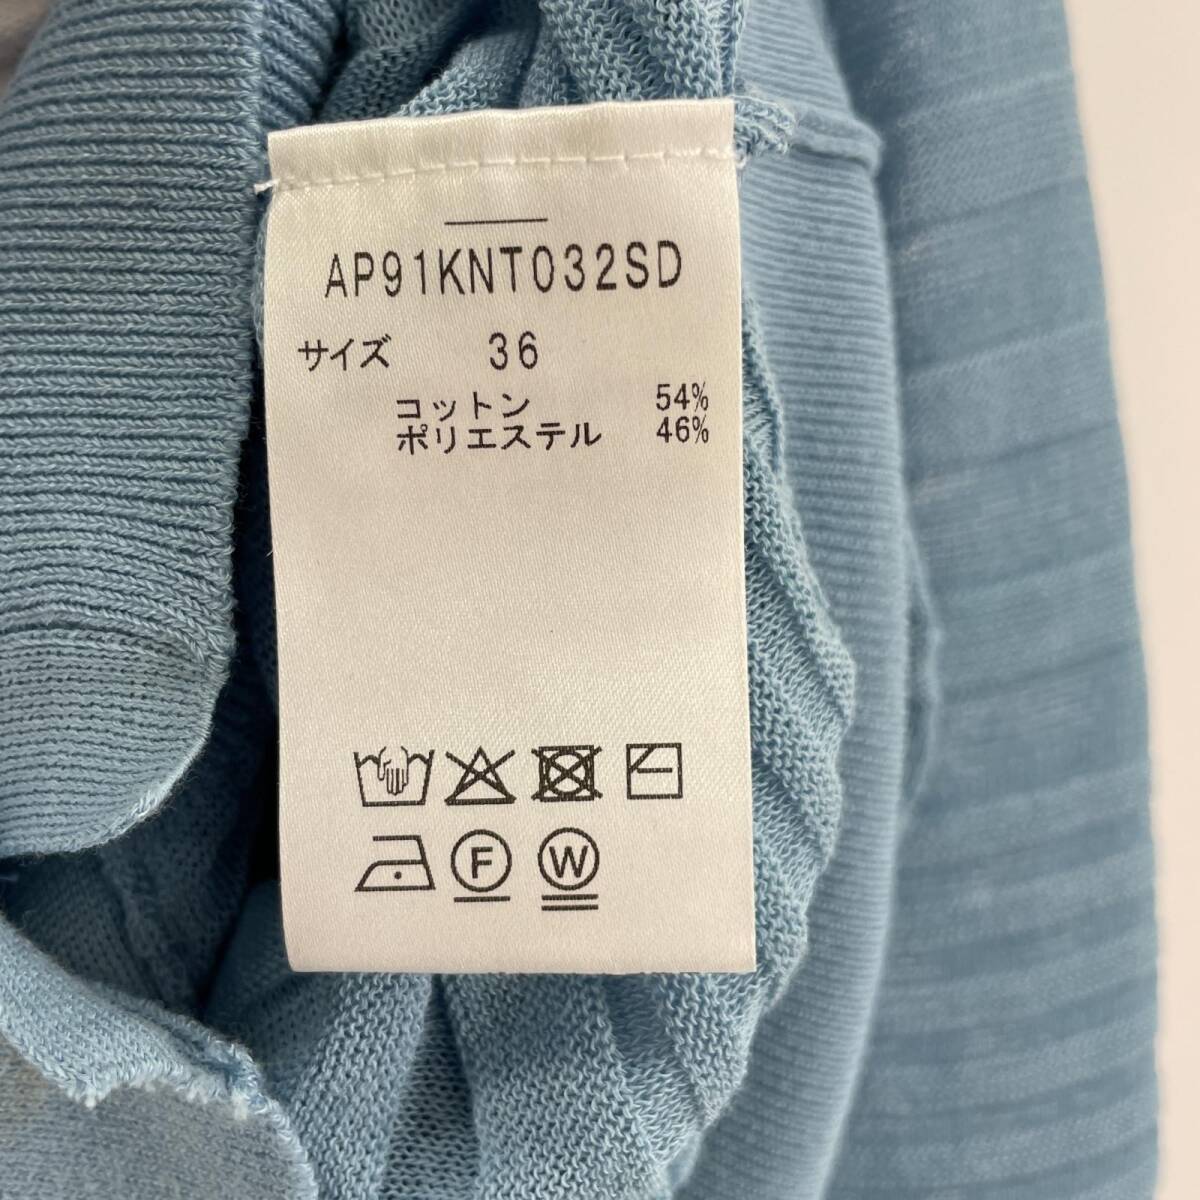 AP91KNT032SD
サイズ 36
コットン 54%
ポリエステル 46%
F W